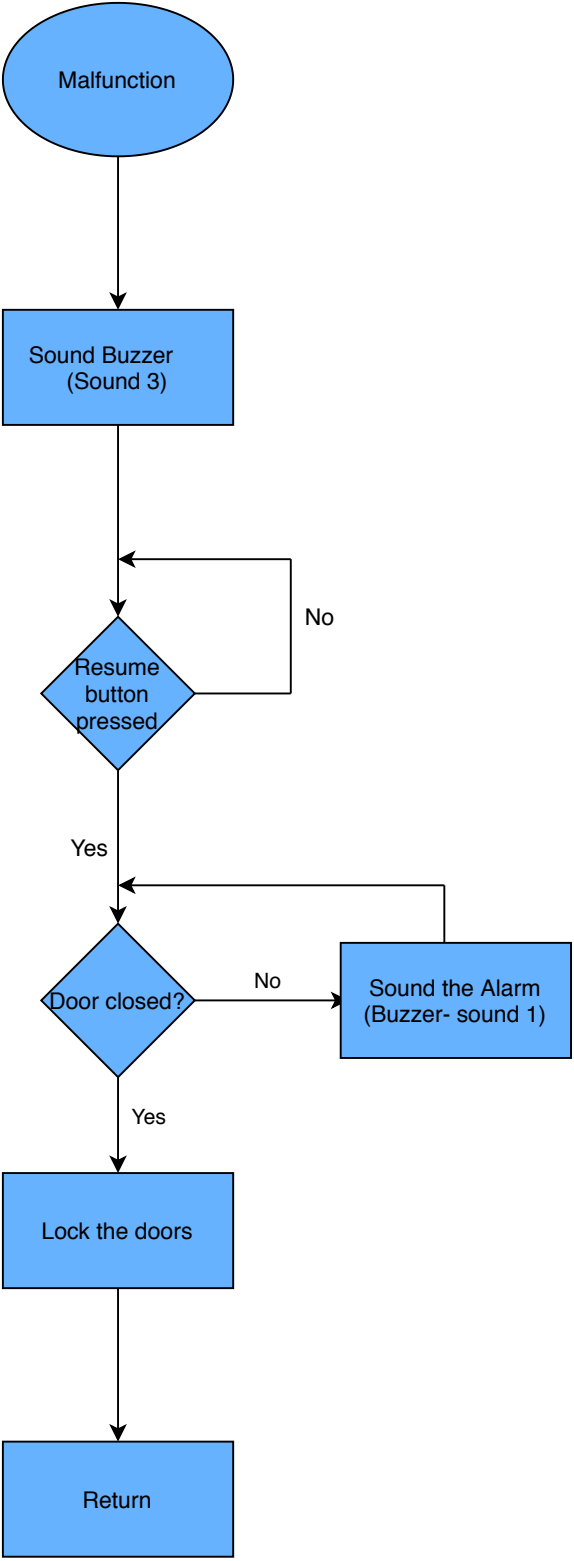 Malfunction
Sound Buzzer
(Sound 3)
No
Resume
button
pressed
Yes
Door closed?
No
Sound the Alarm
(Buzzer- sound 1)
Yes
Lock the doors
Return